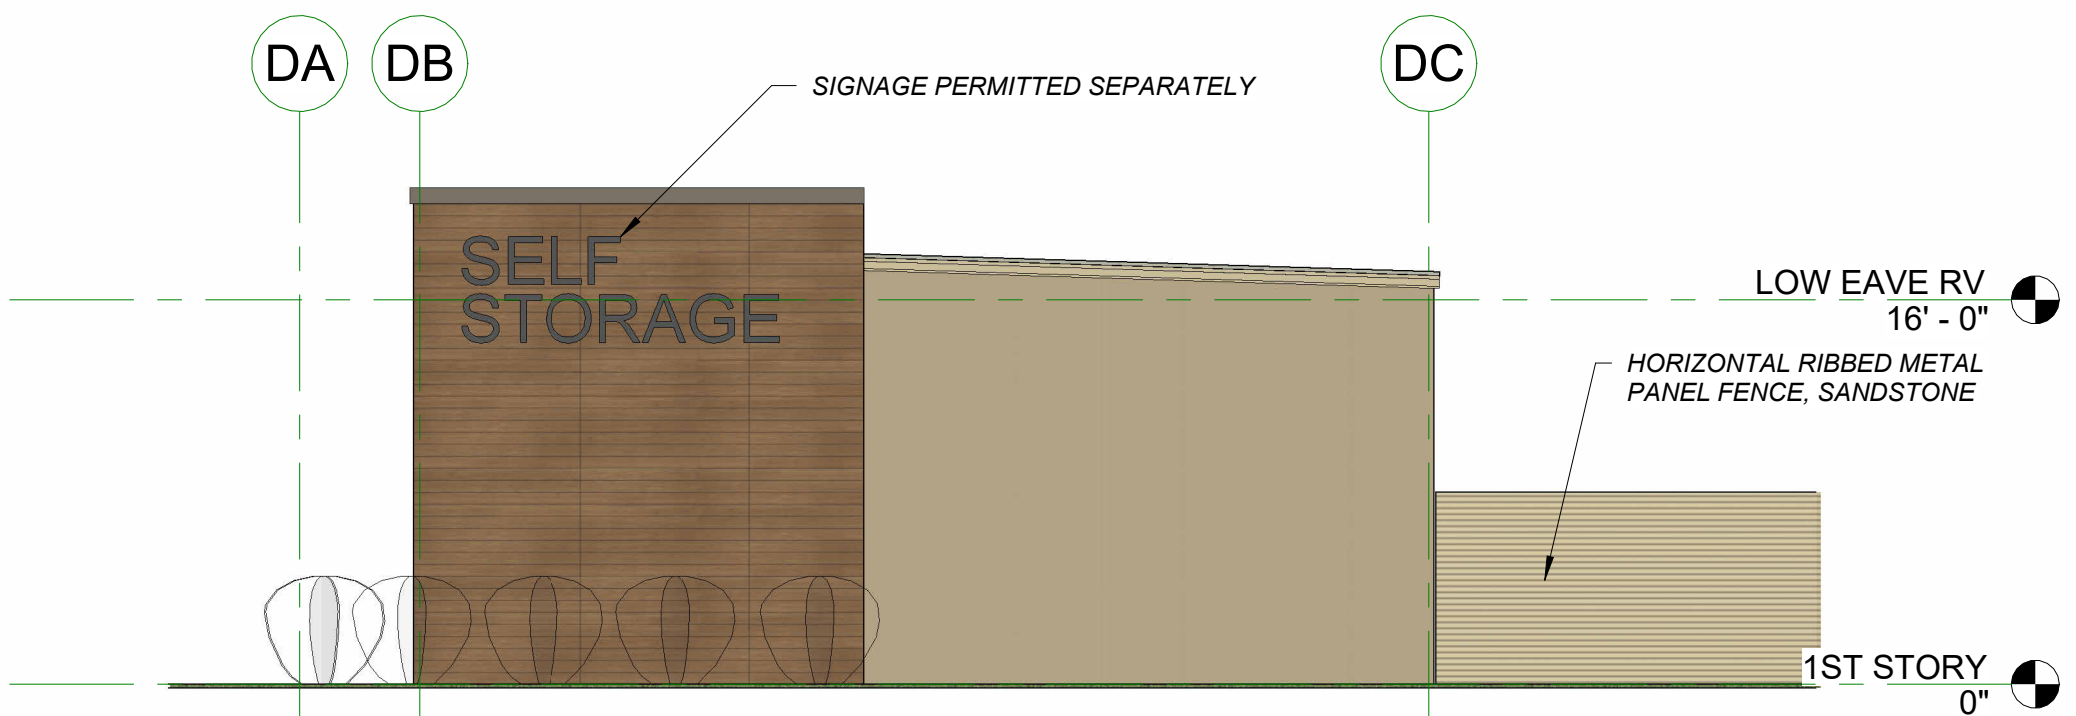 DA
DB
DC
SIGNAGE PERMITTED SEPARATELY
SELF
STORAGE
LOW EAVE RV
16' - 0"
HORIZONTAL RIBBED METAL
PANEL FENCE, SANDSTONE
1ST STORY
0"